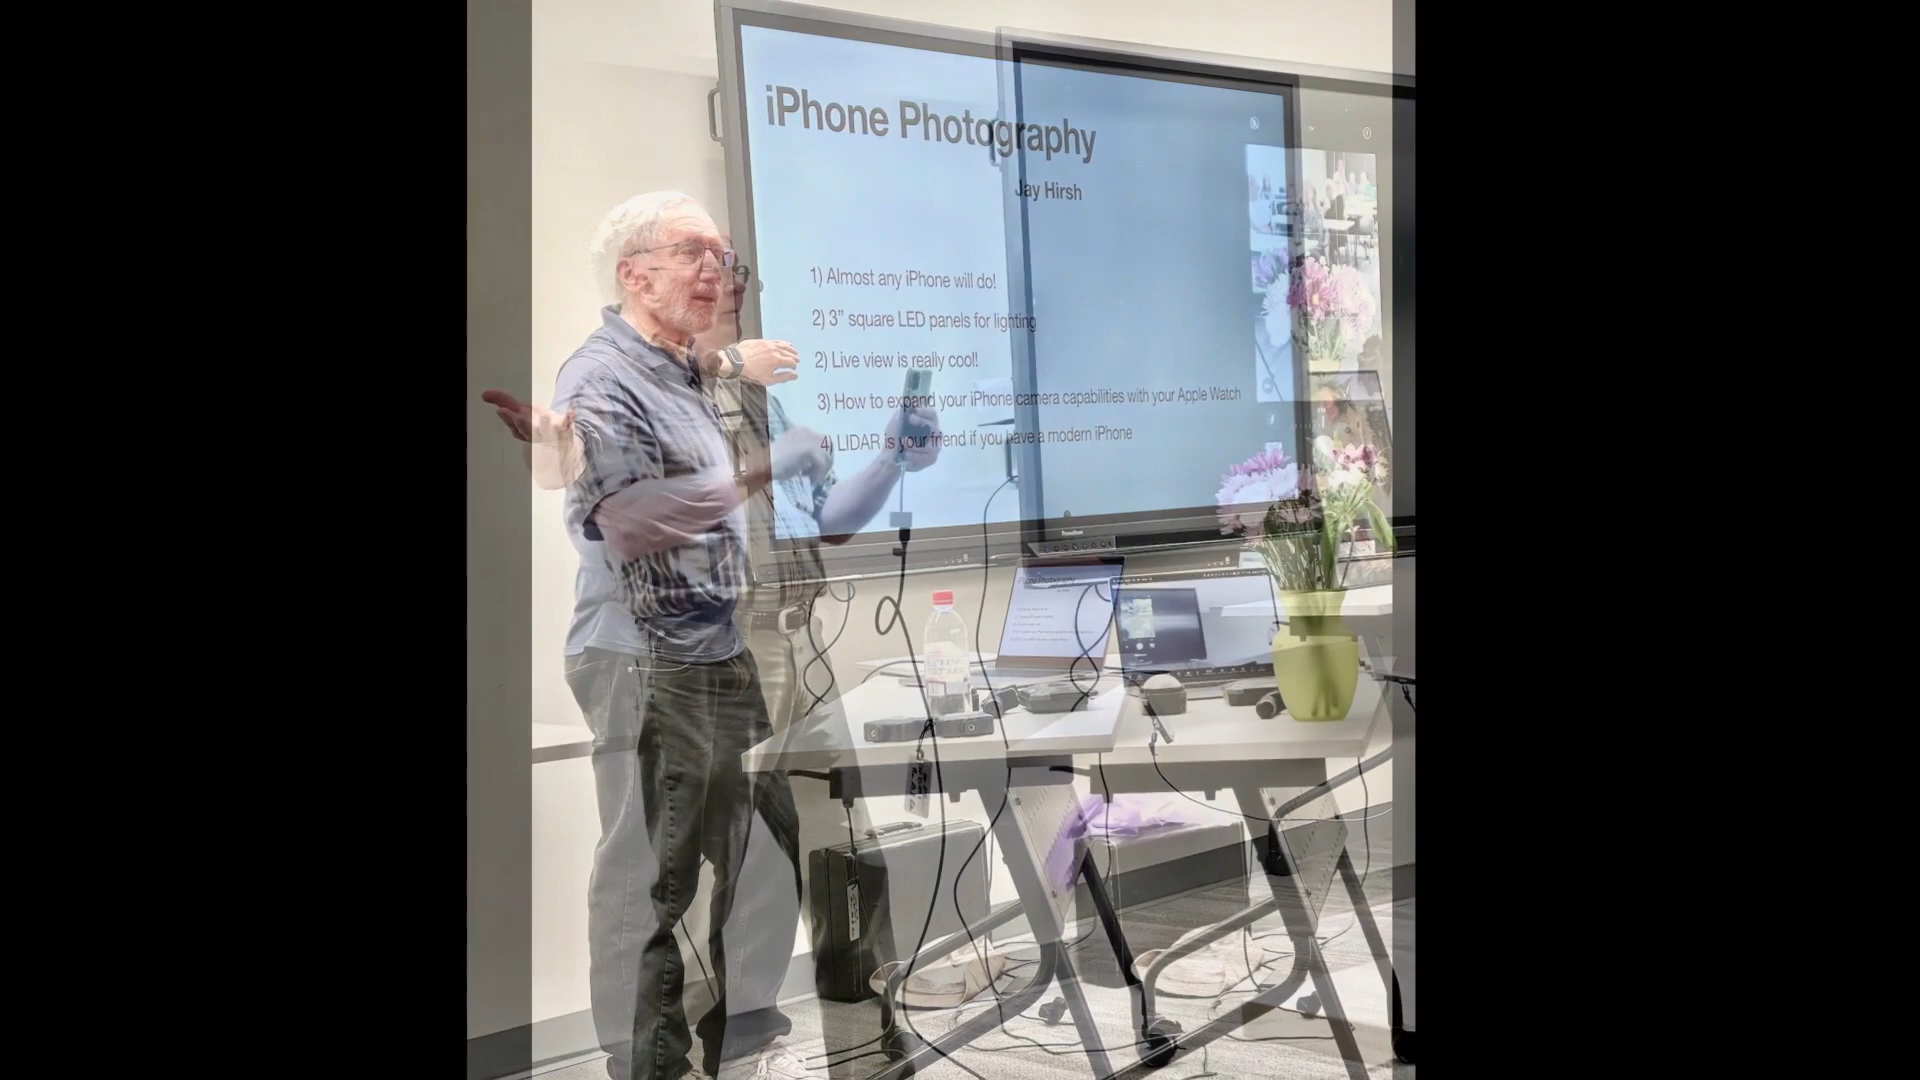 iPhone Photography
Jay Hirsh
1) Almost any iPhone will do!
2) 3” square LED panels for lighting
2) Live view is really cool!
3) How to expand your iPhone camera capabilities with your Apple Watch
4) LIDAR is your friend if you have a modern iPhone
iPhone Photography